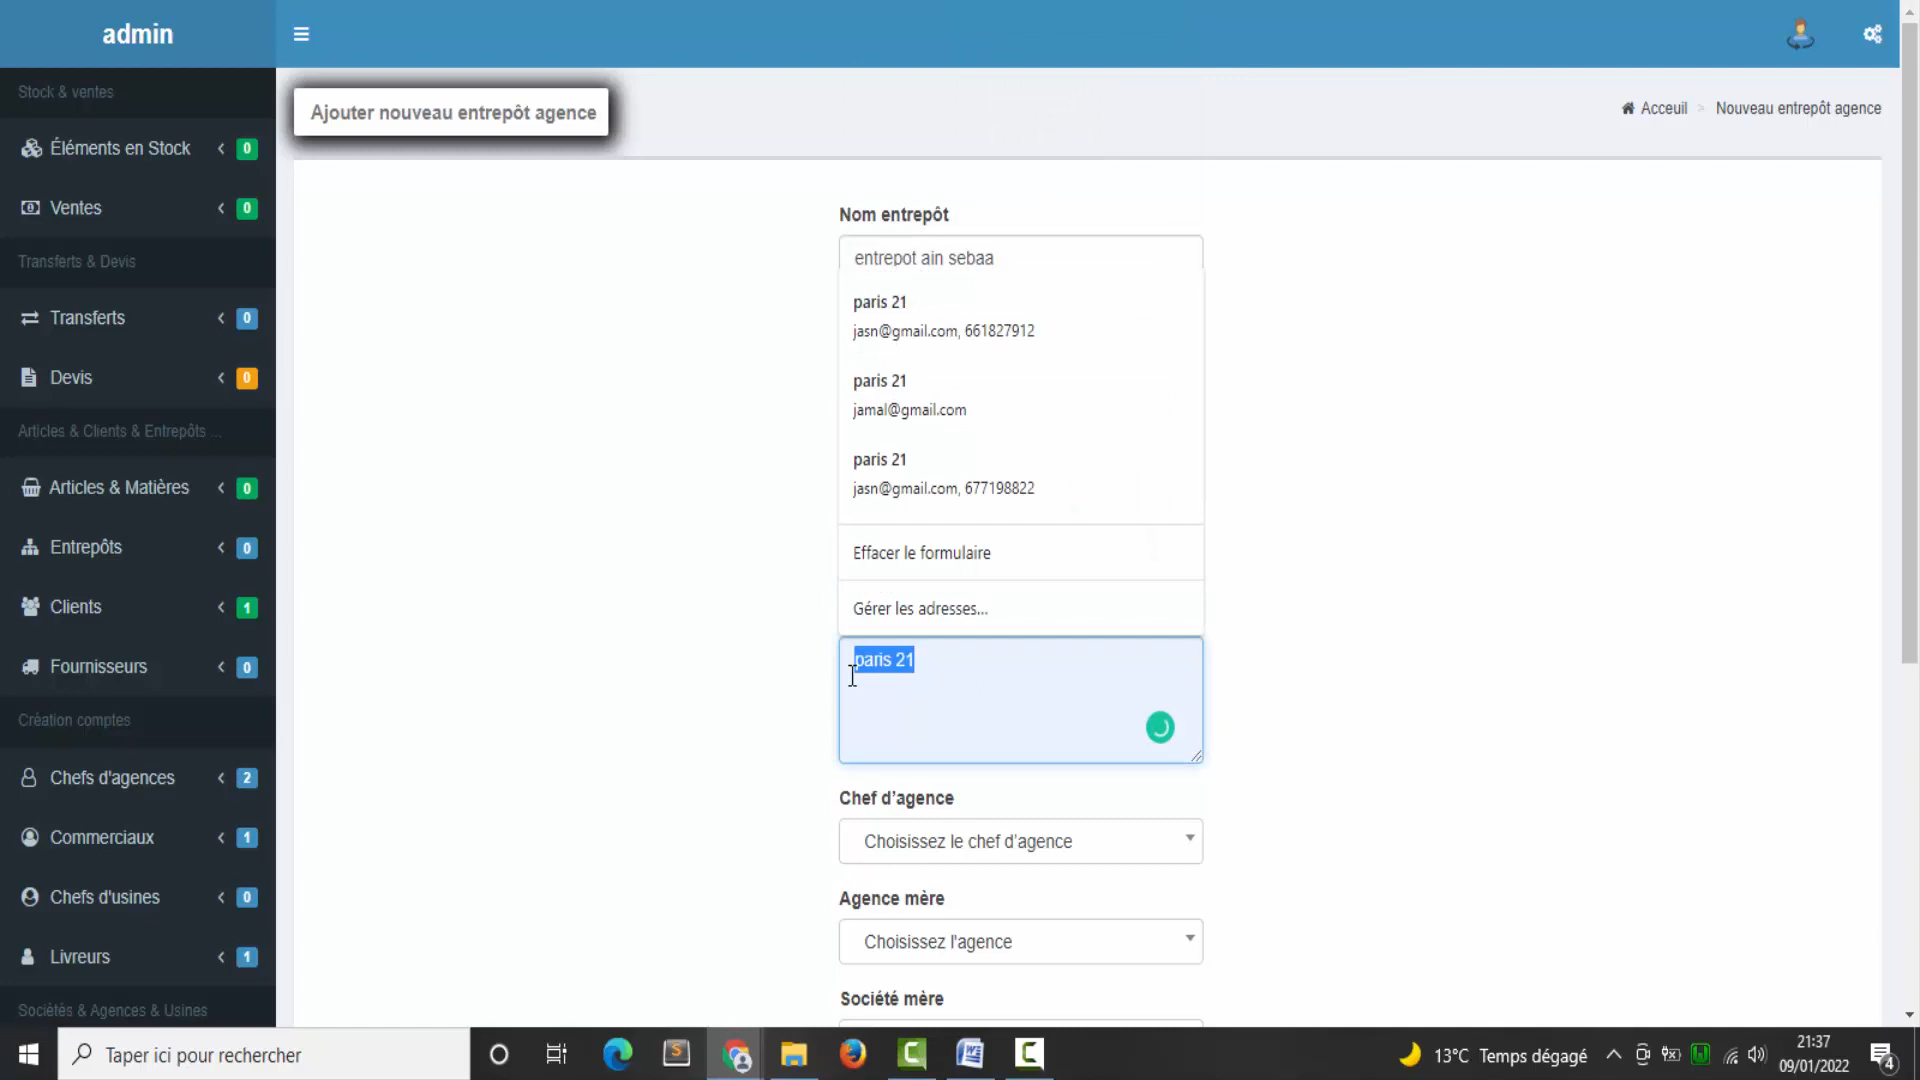 admin
Stock & ventes
Éléments en Stock 0
Ventes 0
Transferts & Devis
Transferts 0
Devis 0
Articles & Clients & Entrepôts ...
Articles & Matières 0
Entrepôts 0
Clients 1
Fournisseurs 0
Création comptes
Chefs d'agences 2
Commerciaux 1
Chefs d'usines 0
Livreurs 1
Sociétés & Agences & Usines
Ajouter nouveau entrepôt agence
Acceuil > Nouveau entrepôt agence
Nom entrepôt
entrepot ain sebaa
paris 21
jasn@gmail.com, 661827912
paris 21
jamal@gmail.com
paris 21
jasn@gmail.com, 677198822
Effacer le formulaire
Gérer les adresses...
paris 21
Chef d’agence
Choisissez le chef d’agence
Agence mère
Choisissez l'agence
Société mère
Taper ici pour rechercher
13°C Temps dégagé
21:37
09/01/2022
4